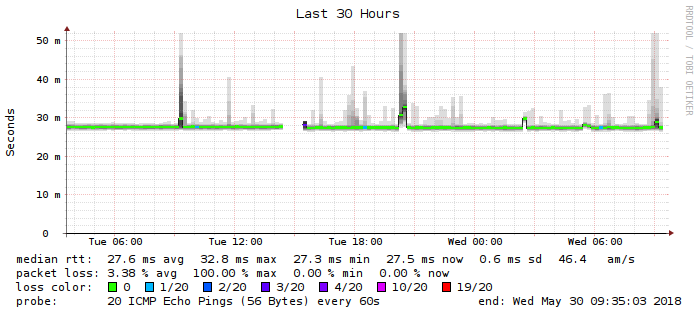 Last 30 Hours
RRDTOOL / TOBI OETIKER
Seconds
50 m
40 m
30 m
20 m
10 m
0
Tue 06:00 Tue 12:00 Tue 18:00 Wed 00:00 Wed 06:00
median rtt: 27.6 ms avg 32.8 ms max 27.3 ms min 27.5 ms now 0.6 ms sd 46.4 am/s
packet loss: 3.38 % avg 100.00 % max 0.00 % min 0.00 % now
loss color: 0 1/20 2/20 3/20 4/20 10/20 19/20
probe: 20 ICMP Echo Pings (56 Bytes) every 60s end: Wed May 30 09:35:03 2018